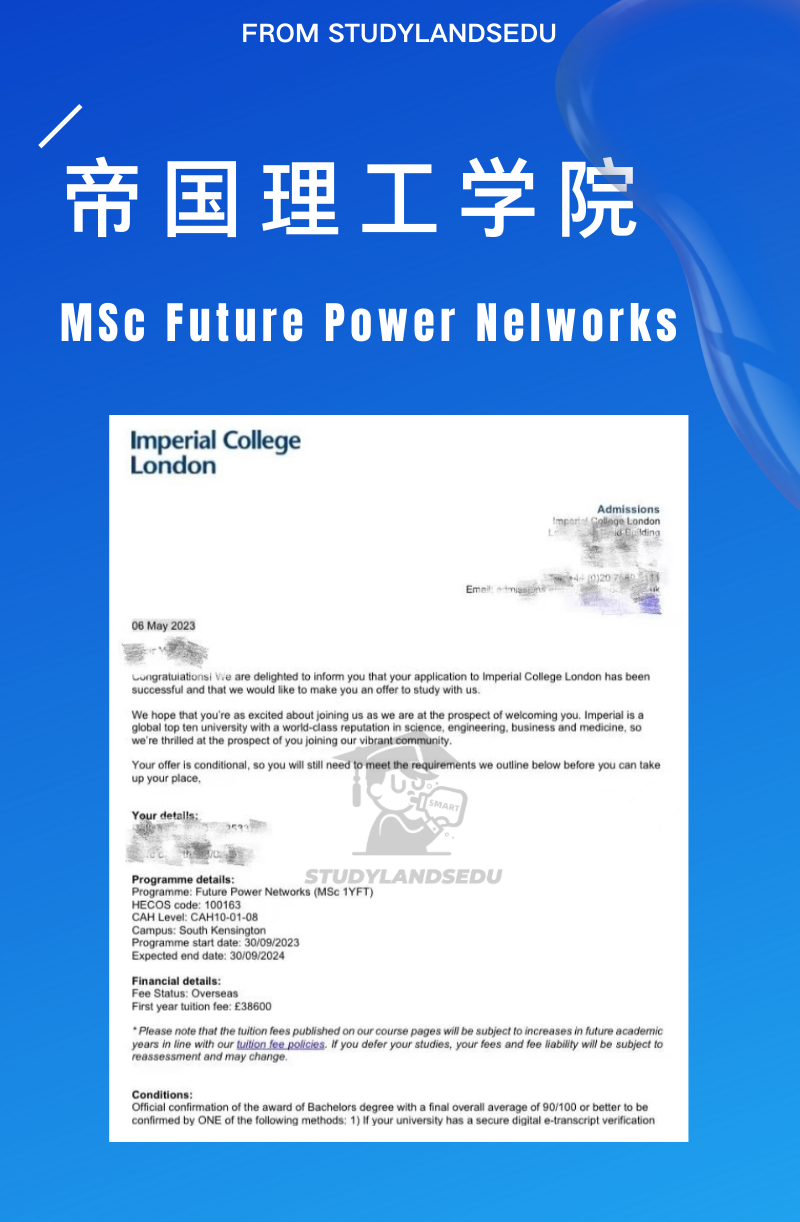 FROM STUDYLANDSEDU
帝国理工学院
MSc Future Power Nelworks
Imperial College
London
Admissions
Imperial College London
Building
+44 (0)20
Email: admissions
uk
06 May 2023
Congratulations! We are delighted to inform you that your application to Imperial College London has been
successful and that we would like to make you an offer to study with us.
We hope that you're as excited about joining us as we are at the prospect of welcoming you. Imperial is a
global top ten university with a world-class reputation in science, engineering, business and medicine, so
we're thrilled at the prospect of you joining our vibrant community.
Your offer is conditional, so you will still need to meet the requirements we outline below before you can take
up your place,
SMART
Your details:
STUDYLANDSEDU
Programme details:
Programme: Future Power Networks (MSc 1YFT)
HECOS code: 100163
CAH Level: CAH10-01-08
Campus: South Kensington
Programme start date: 30/09/2023
Expected end date: 30/09/2024
Financial details:
Fee Status: Overseas
First year tuition fee: £38600
* Please note that the tuition fees published on our course pages will be subject to increases in future academic
years in line with our tuition fee policies. If you defer your studies, your fees and fee liability will be subject to
reassessment and may change.
Conditions:
Official confirmation of the award of Bachelors degree with a final overall average of 90/100 or better to be
confirmed by ONE of the following methods: 1) If your university has a secure digital e-transcript verification